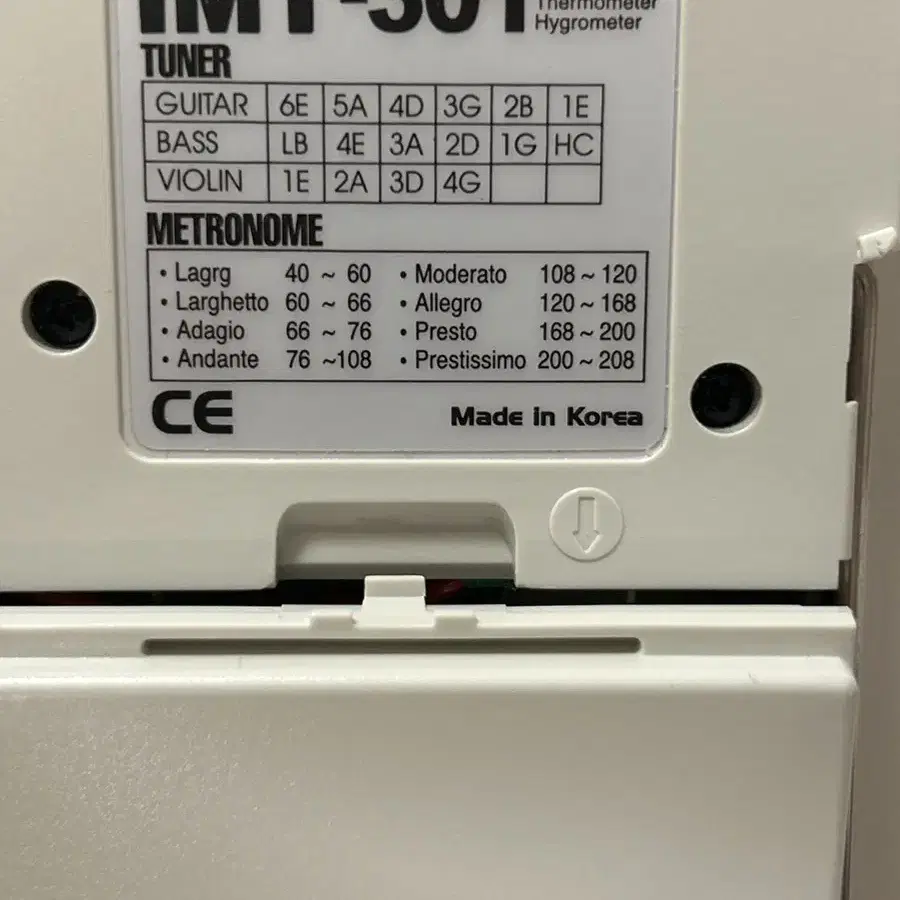 IMT-301 Thermometer
Hygrometer
TUNER
GUITAR 6E 5A 4D 3G 2B 1E
BASS LB 4E 3A 2D 1G HC
VIOLIN 1E 2A 3D 4G
METRONOME
• Lagrg 40 ~ 60 • Moderato 108 ~ 120
• Larghetto 60 ~ 66 • Allegro 120 ~ 168
• Adagio 66 ~ 76 • Presto 168 ~ 200
• Andante 76 ~108 • Prestissimo 200 ~ 208
CE Made in Korea